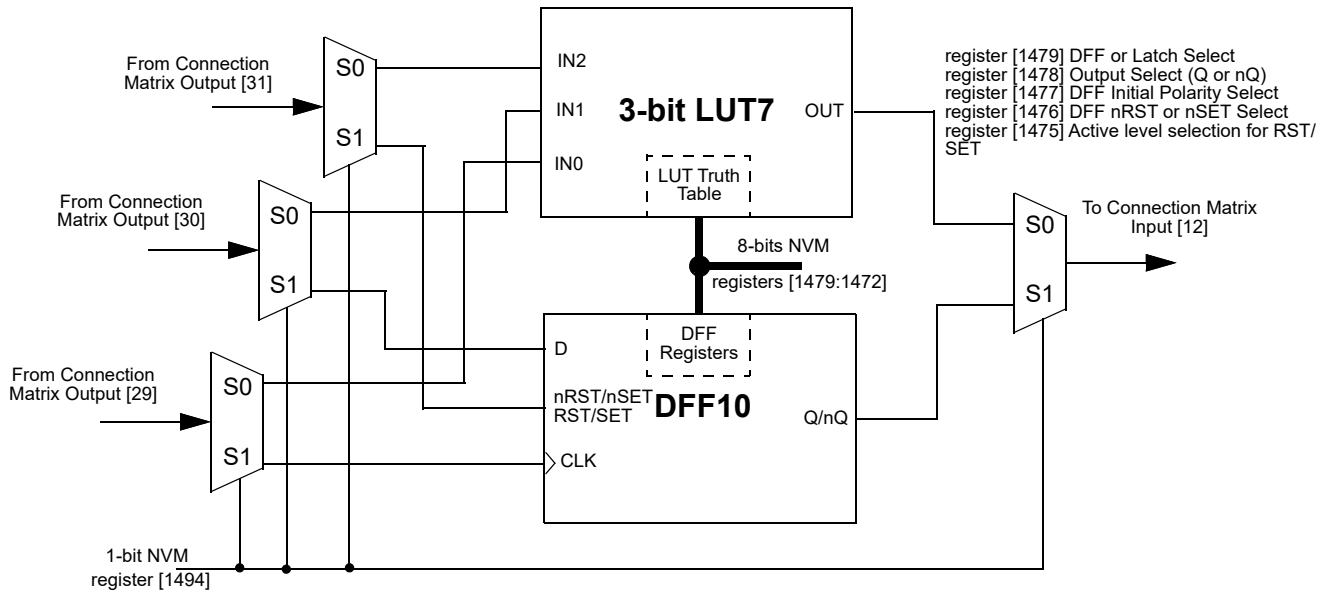 From Connection
Matrix Output [31]
S0
S1
IN2
IN1
IN0
3-bit LUT7
OUT
LUT Truth
Table
register [1479] DFF or Latch Select
register [1478] Output Select (Q or nQ)
register [1477] DFF Initial Polarity Select
register [1476] DFF nRST or nSET Select
register [1475] Active level selection for RST/
SET
From Connection
Matrix Output [30]
S0
S1
8-bits NVM
registers [1479:1472]
To Connection Matrix
Input [12]
S0
S1
From Connection
Matrix Output [29]
S0
S1
DFF
Registers
D
nRST/nSET
RST/SET
DFF10
Q/nQ
CLK
1-bit NVM
register [1494]